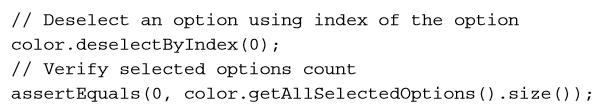 // Deselect an option using index of the option
color.deselectByIndex(0);
// Verify selected options count
assertEquals(0, color.getAllSelectedOptions().size());